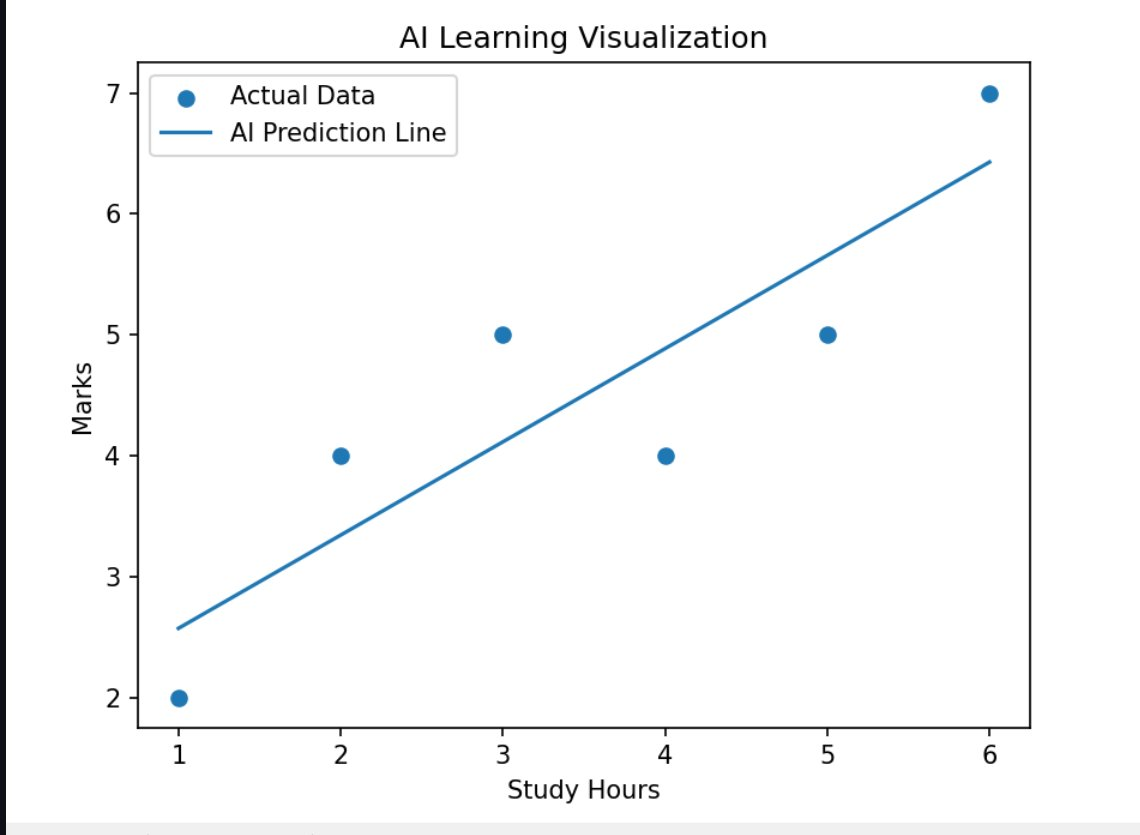 AI Learning Visualization
Actual Data
AI Prediction Line
7
6
5
4
3
2
Marks
1 2 3 4 5 6
Study Hours